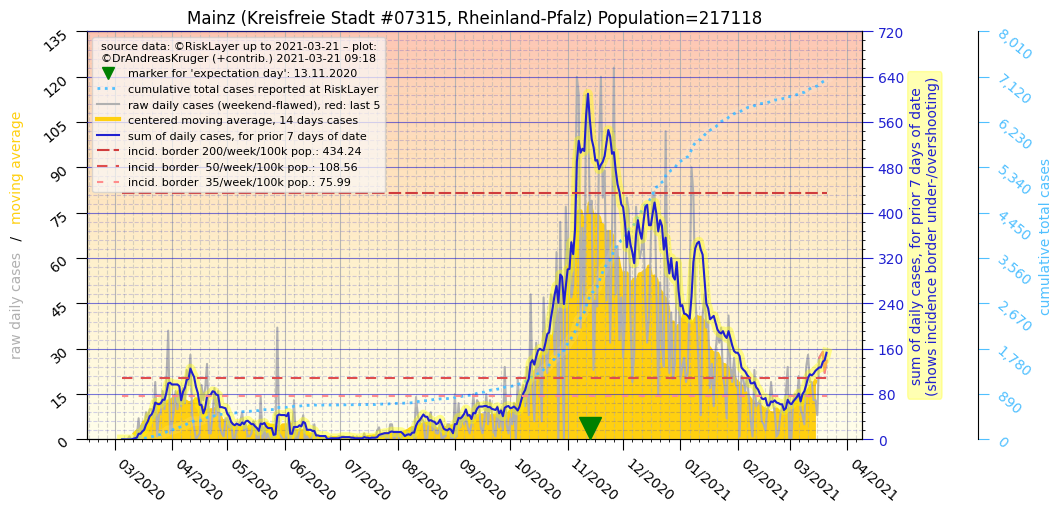 Mainz (Kreisfreie Stadt #07315, Rheinland-Pfalz) Population=217118
source data: ©RiskLayer up to 2021-03-21 – plot:
©DrAndreasKruger (+contrib.) 2021-03-21 09:18
marker for 'expectation day': 13.11.2020
cumulative total cases reported at RiskLayer
raw daily cases (weekend-flawed), red: last 5
centered moving average, 14 days cases
sum of daily cases, for prior 7 days of date
incid. border 200/week/100k pop.: 434.24
incid. border  50/week/100k pop.: 108.56
incid. border  35/week/100k pop.: 75.99
raw daily cases / moving average
135
120
105
90
75
60
45
30
15
0
03/2020
04/2020
05/2020
06/2020
07/2020
08/2020
09/2020
10/2020
11/2020
12/2020
01/2021
02/2021
03/2021
04/2021
720
640
560
480
400
320
240
160
80
0
sum of daily cases, for prior 7 days of date
(shows incidence border under-/overshooting)
8,010
7,120
6,230
5,340
4,450
3,560
2,670
1,780
890
0
cumulative total cases